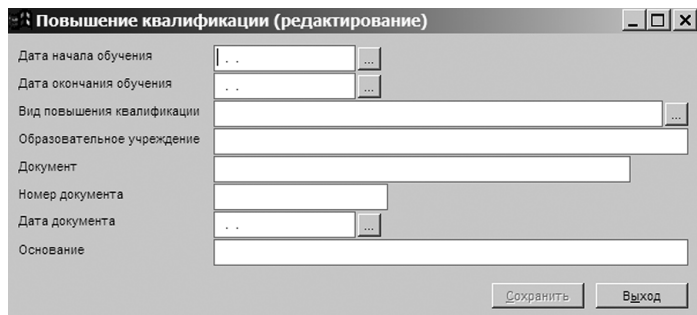 Повышение квалификации (редактирование)
Дата начала обучения . . ...
Дата окончания обучения . . ...
Вид повышения квалификации ...
Образовательное учреждение
Документ
Номер документа
Дата документа . . ...
Основание
Сохранить Выход